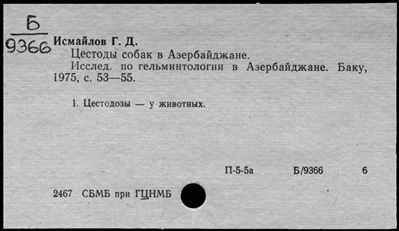 Б
9366
Исмайлов Г. Д.
Цестоды собак в Азербайджане.
Исслед. по гельминтологии в Азербайджане. Баку,
1975, с. 53—55.
1. Цестодозы — у животных.
П-5-5а Б/9366 6
2467 СБМБ при ГЦНМБ